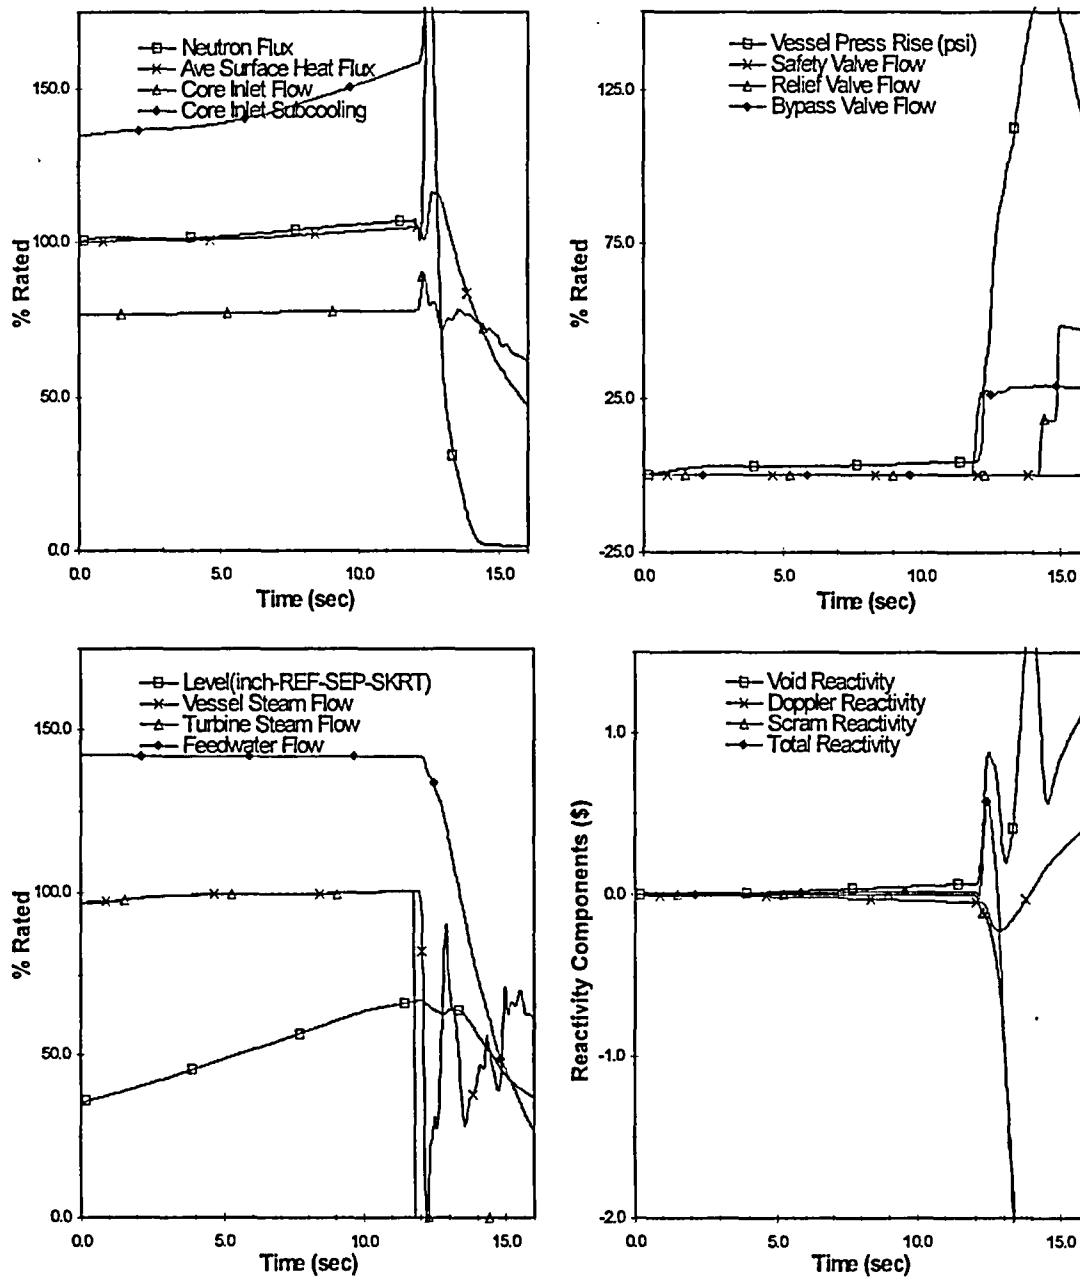 Neutron Flux
Ave Surface Heat Flux
Core Inlet Flow
Core Inlet Subcooling
150.0
100.0
50.0
0.0
% Rated
0.0
5.0
10.0
15.0
Time (sec)
Vessel Press Rise (psi)
Safety Valve Flow
Relief Valve Flow
Bypass Valve Flow
125.0
75.0
25.0
-25.0
% Rated
0.0
5.0
10.0
15.0
Time (sec)
Level(inch-REF-SEP-SKRT)
Vessel Steam Flow
Turbine Steam Flow
Feedwater Flow
150.0
100.0
50.0
0.0
% Rated
0.0
5.0
10.0
15.0
Time (sec)
Void Reactivity
Doppler Reactivity
Scram Reactivity
Total Reactivity
1.0
0.0
-1.0
-2.0
Reactivity Components ($)
0.0
5.0
10.0
15.0
Time (sec)